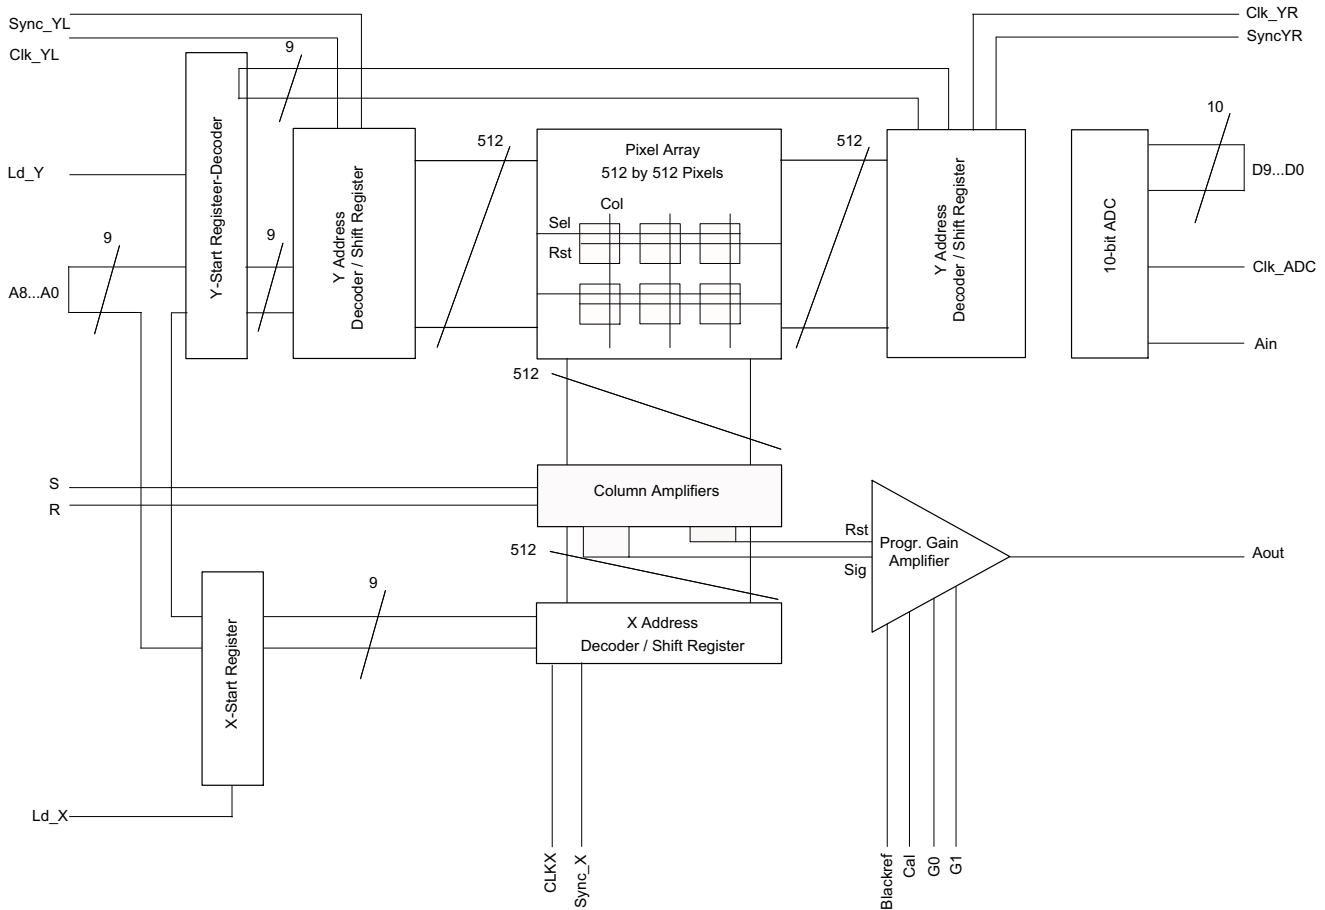 Sync_YL
Clk_YL
Clk_YR
SyncYR
9
Y-Start Registeer-Decoder
Ld_Y
9
A8...A0
9
Y Address
Decoder / Shift Register
512
Pixel Array
512 by 512 Pixels
Col
Sel
Rst
512
Y Address
Decoder / Shift Register
10-bit ADC
10
D9...D0
Clk_ADC
Ain
512
S
R
Column Amplifiers
512
Rst
Sig
Progr. Gain
Amplifier
Aout
X-Start Register
9
X Address
Decoder / Shift Register
Ld_X
CLKX
Sync_X
Blackref
Cal
G0
G1